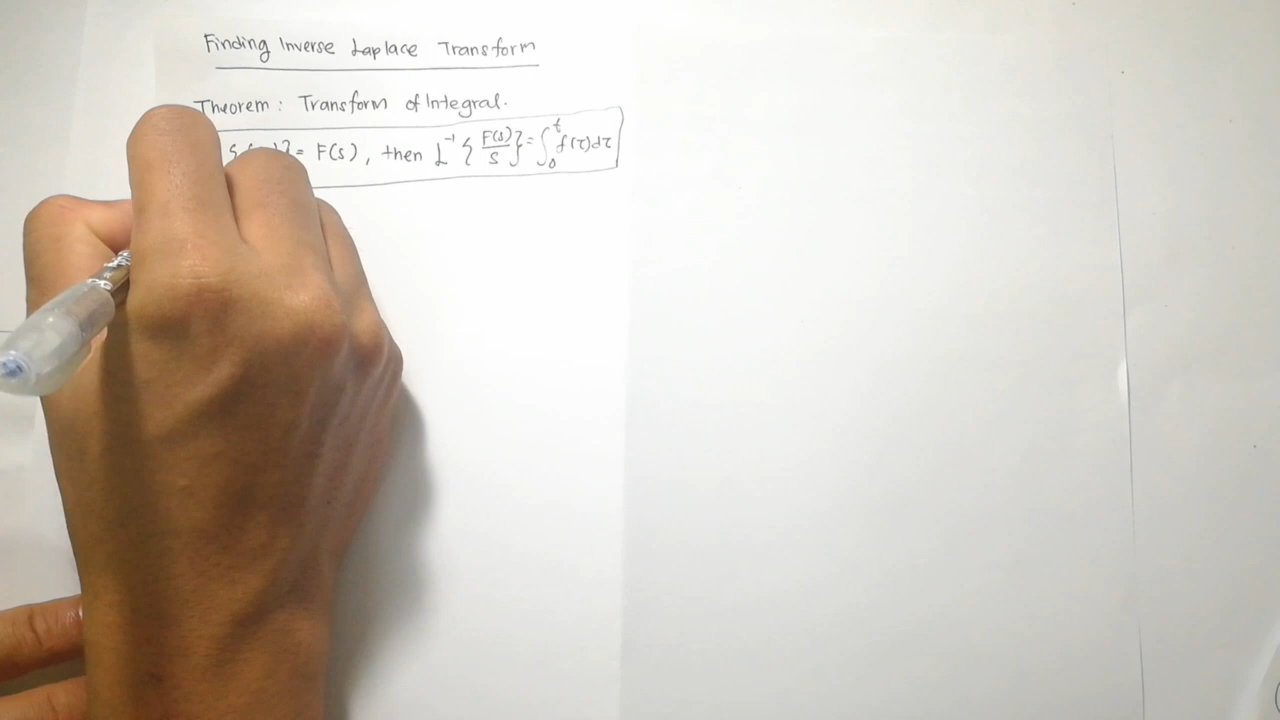 Finding Inverse Laplace Transform
Theorem: Transform of Integral.
} = F(s), then L⁻¹ { F(s)/s } = ∫₀ᵗ f(τ)dτ